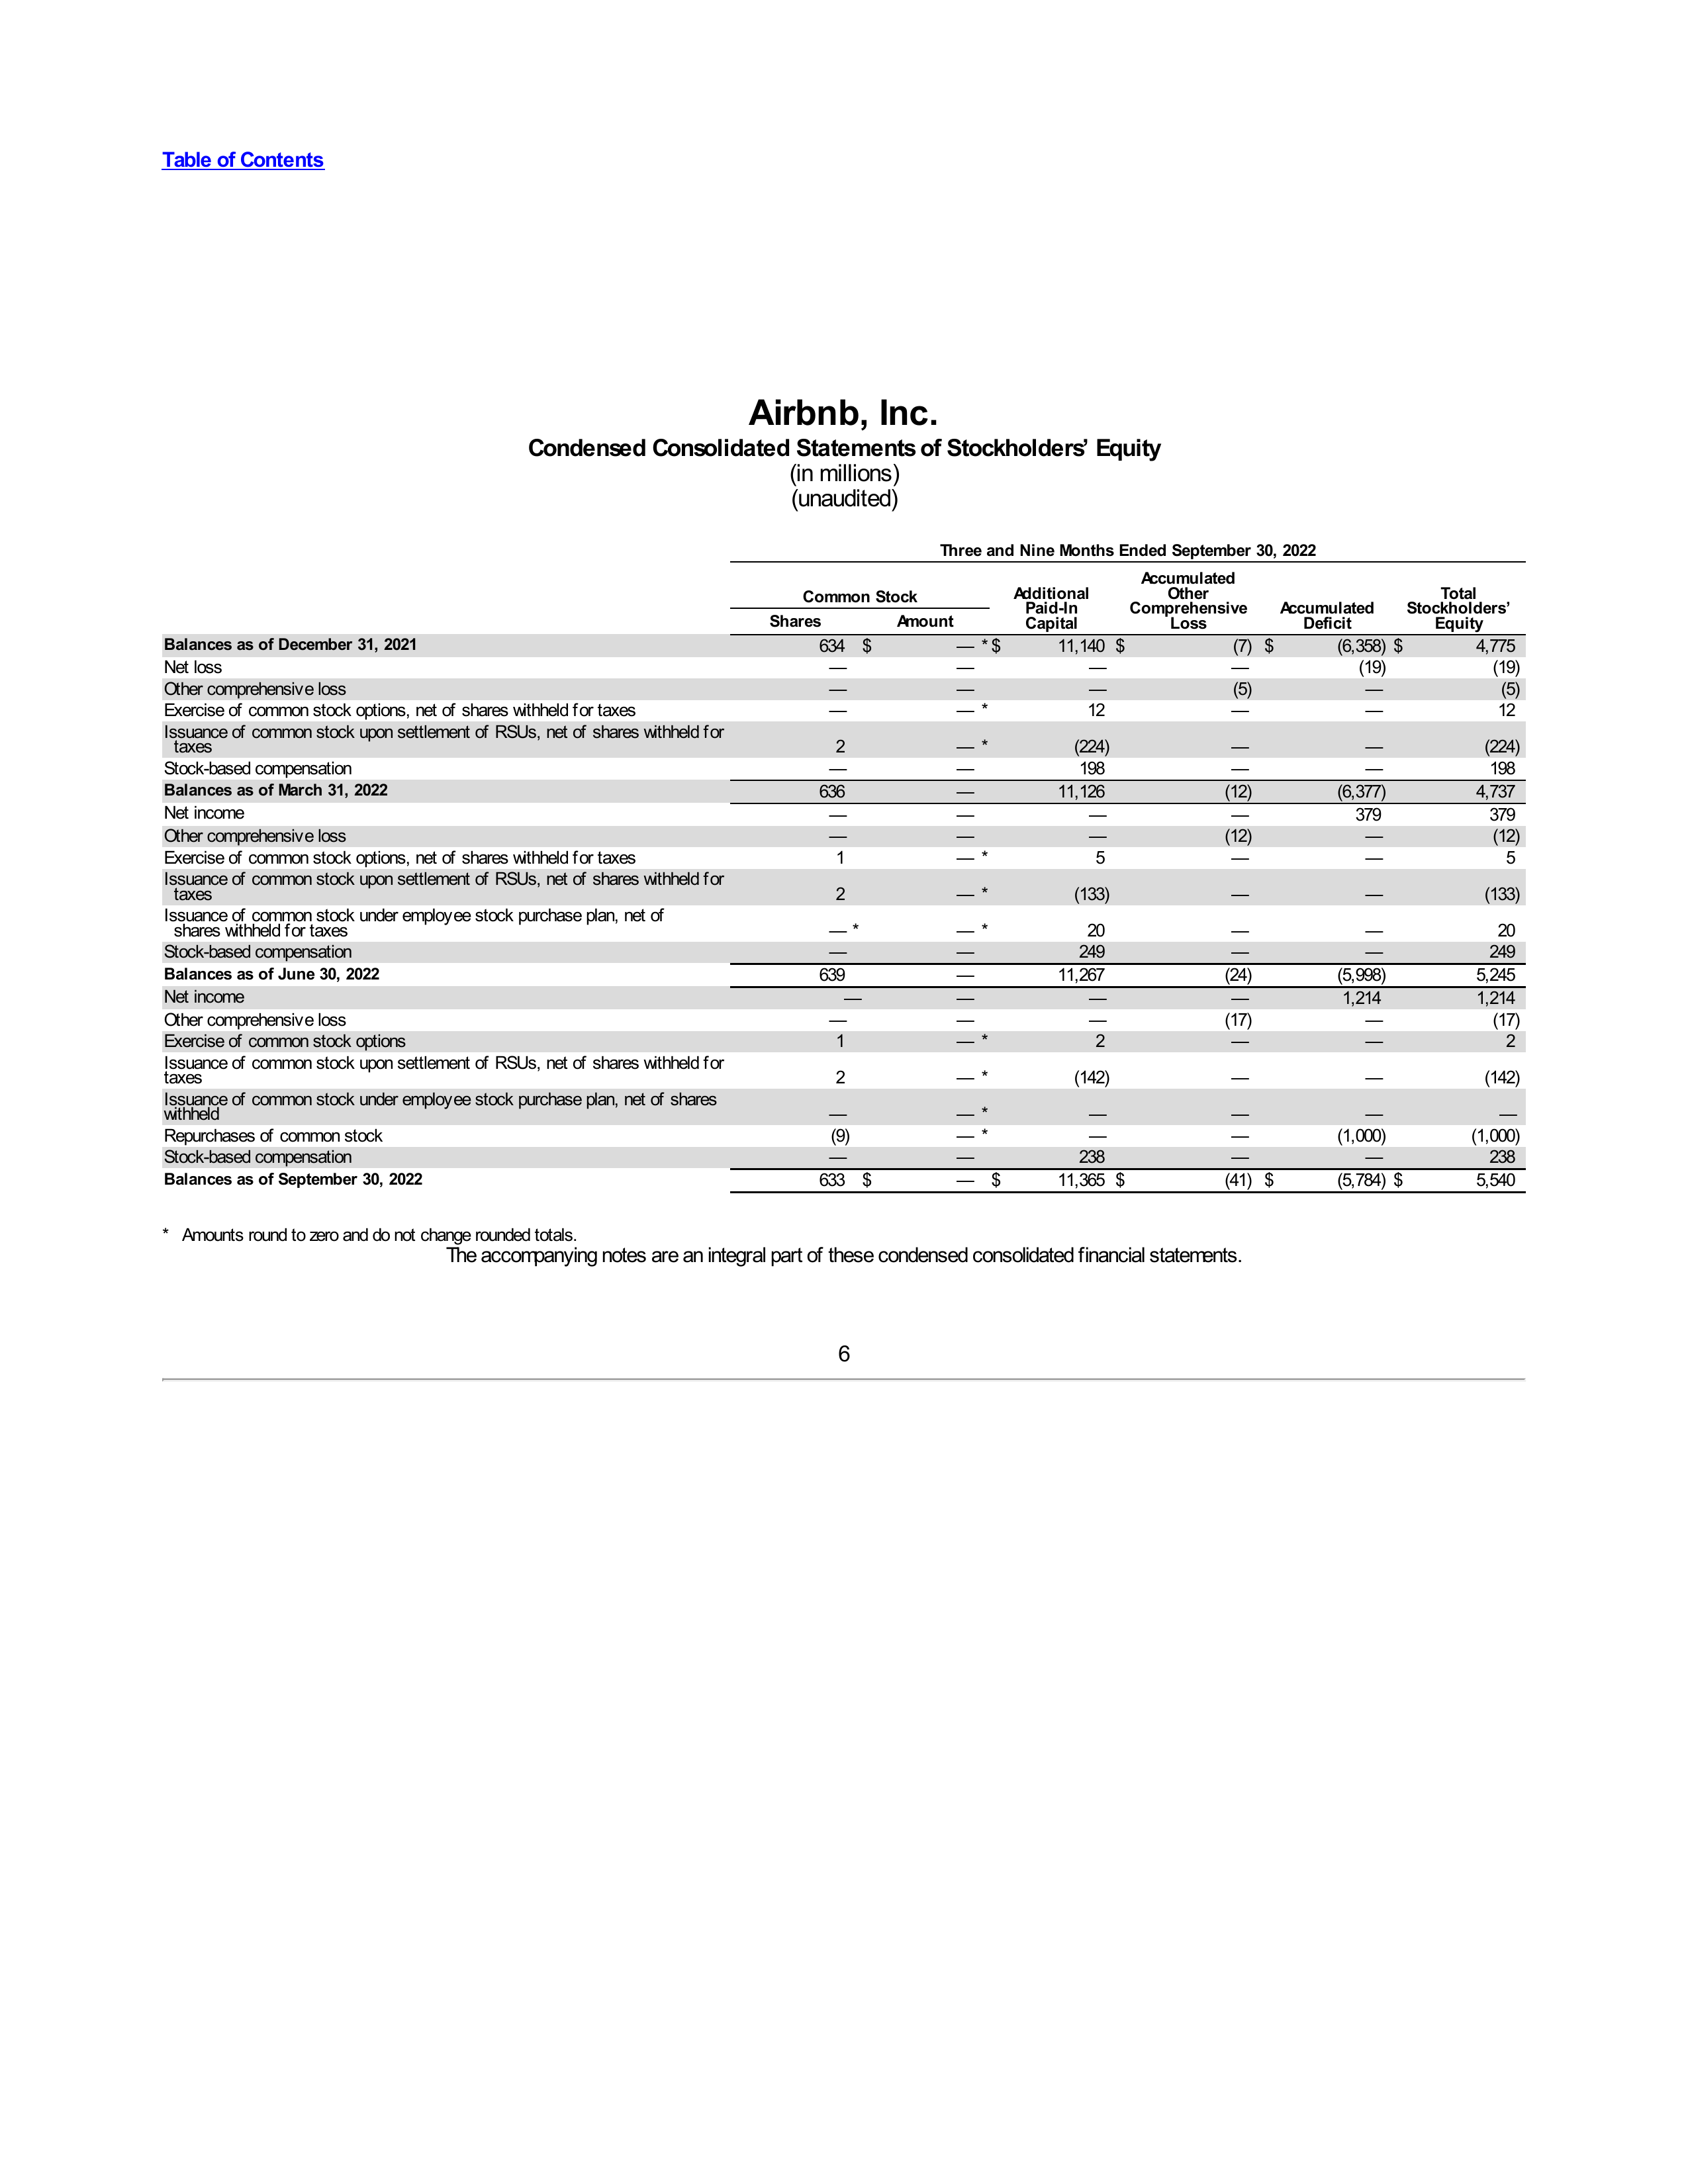 Table of Contents
Airbnb, Inc.
Condensed Consolidated Statements of Stockholders’ Equity
(in millions)
(unaudited)
Three and Nine Months Ended September 30, 2022
Common Stock Additional Paid-In Capital Accumulated Other Comprehensive Loss Accumulated Deficit Total Stockholders’ Equity
Shares Amount
Balances as of December 31, 2021 634 $ — * $ 11,140 $ (7) $ (6,358) $ 4,775
Net loss — — — — (19) (19)
Other comprehensive loss — — — (5) — (5)
Exercise of common stock options, net of shares withheld for taxes — — * 12 — — 12
Issuance of common stock upon settlement of RSUs, net of shares withheld for
taxes 2 — * (224) — — (224)
Stock-based compensation — — 198 — — 198
Balances as of March 31, 2022 636 — 11,126 (12) (6,377) 4,737
Net income — — — — 379 379
Other comprehensive loss — — — (12) — (12)
Exercise of common stock options, net of shares withheld for taxes 1 — * 5 — — 5
Issuance of common stock upon settlement of RSUs, net of shares withheld for
taxes 2 — * (133) — — (133)
Issuance of common stock under employee stock purchase plan, net of
shares withheld for taxes — * — * 20 — — 20
Stock-based compensation — — 249 — — 249
Balances as of June 30, 2022 639 — 11,267 (24) (5,998) 5,245
Net income — — — — 1,214 1,214
Other comprehensive loss — — — (17) — (17)
Exercise of common stock options 1 — * 2 — — 2
Issuance of common stock upon settlement of RSUs, net of shares withheld for
taxes 2 — * (142) — — (142)
Issuance of common stock under employee stock purchase plan, net of shares
withheld — — * — — — —
Repurchases of common stock (9) — * — — (1,000) (1,000)
Stock-based compensation — — 238 — — 238
Balances as of September 30, 2022 633 $ — $ 11,365 $ (41) $ (5,784) $ 5,540
* Amounts round to zero and do not change rounded totals.
The accompanying notes are an integral part of these condensed consolidated financial statements.
6